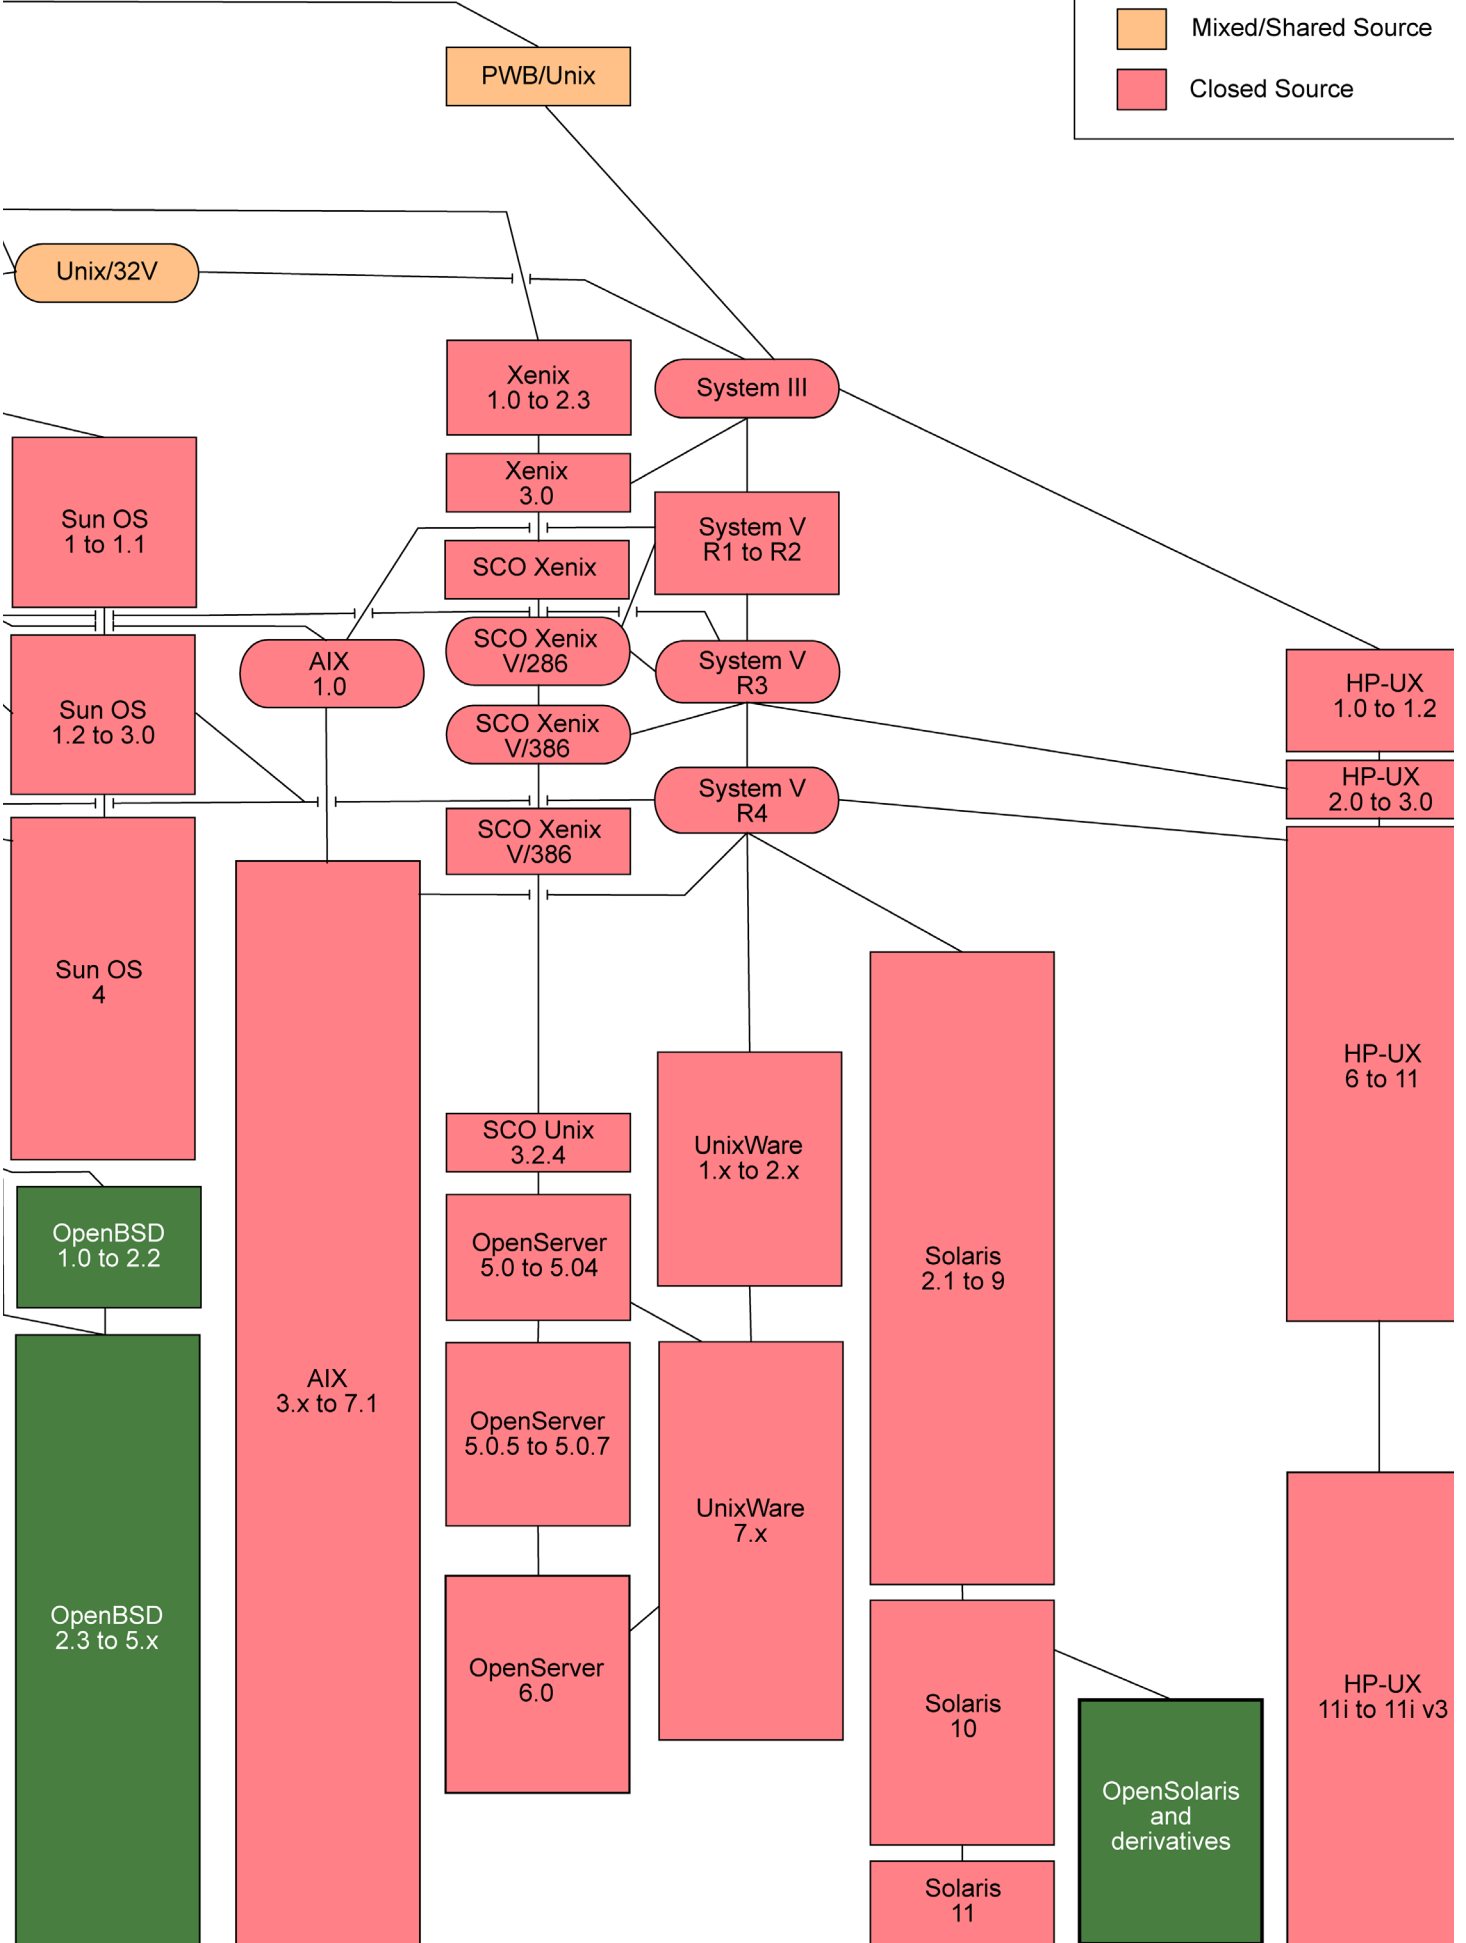 Mixed/Shared Source
Closed Source
PWB/Unix
Unix/32V
Xenix
1.0 to 2.3
System III
Xenix
3.0
Sun OS
1 to 1.1
System V
R1 to R2
SCO Xenix
SCO Xenix
V/286
AIX
1.0
System V
R3
HP-UX
1.0 to 1.2
Sun OS
1.2 to 3.0
SCO Xenix
V/386
HP-UX
2.0 to 3.0
System V
R4
SCO Xenix
V/386
Sun OS
4
HP-UX
6 to 11
SCO Unix
3.2.4
UnixWare
1.x to 2.x
OpenBSD
1.0 to 2.2
OpenServer
5.0 to 5.04
Solaris
2.1 to 9
AIX
3.x to 7.1
OpenServer
5.0.5 to 5.0.7
UnixWare
7.x
OpenBSD
2.3 to 5.x
OpenServer
6.0
Solaris
10
HP-UX
11i to 11i v3
OpenSolaris
and
derivatives
Solaris
11